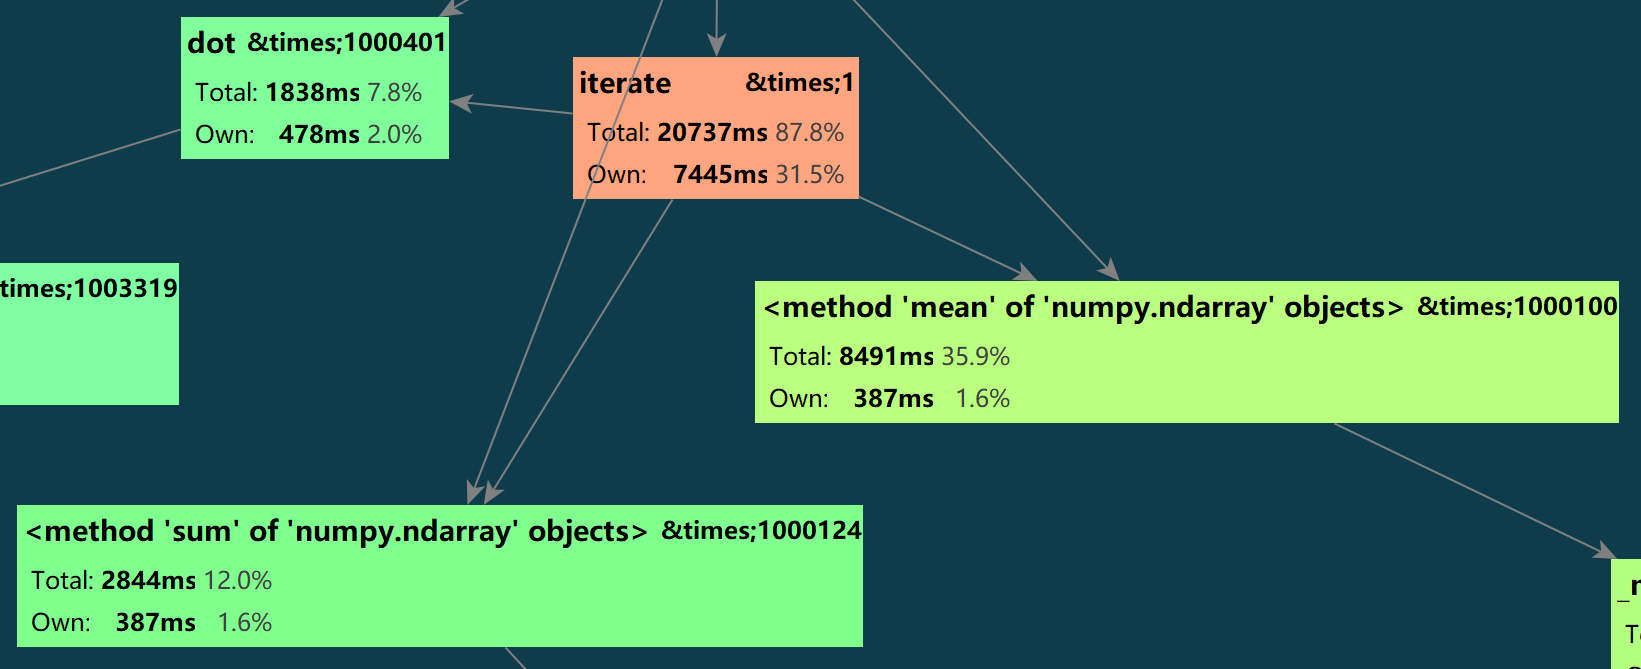 dot &times;1000401
Total: 1838ms 7.8%
Own: 478ms 2.0%
iterate &times;1
Total: 20737ms 87.8%
Own: 7445ms 31.5%
times;1003319
<method 'mean' of 'numpy.ndarray' objects> &times;1000100
Total: 8491ms 35.9%
Own: 387ms 1.6%
<method 'sum' of 'numpy.ndarray' objects> &times;1000124
Total: 2844ms 12.0%
Own: 387ms 1.6%